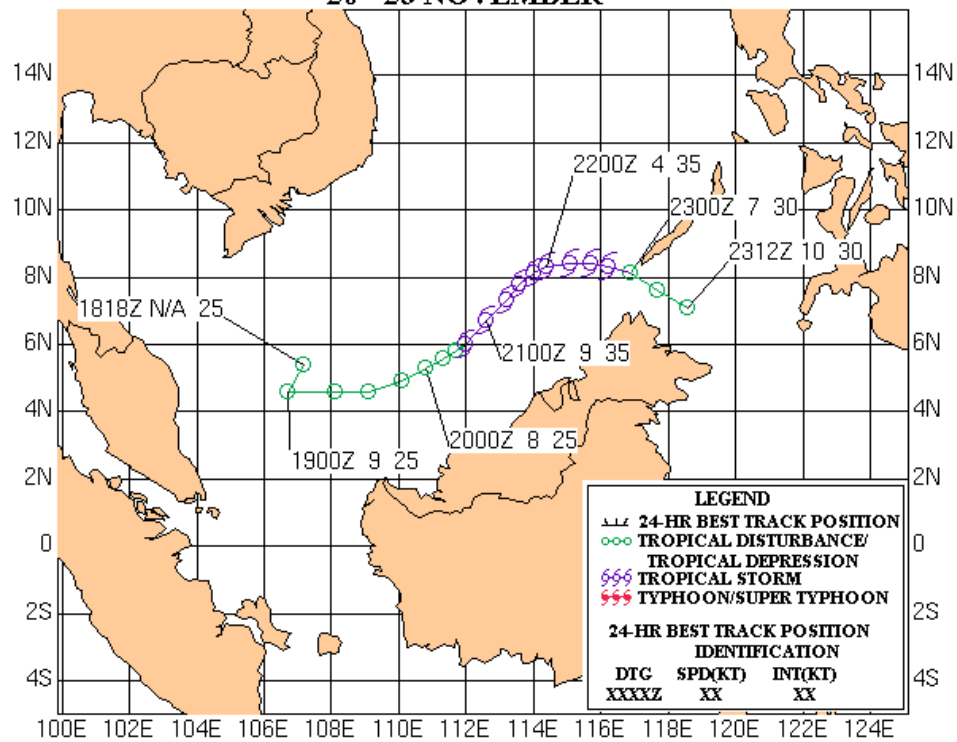 14N
14N
12N
12N
2200Z 4 35
10N
2300Z 7 30
10N
2312Z 10 30
8N
8N
1818Z N/A 25
6N
2100Z 9 35
6N
4N
2000Z 8 25
4N
1900Z 9 25
2N
LEGEND
24-HR BEST TRACK POSITION
TROPICAL DISTURBANCE/
TROPICAL DEPRESSION
TROPICAL STORM
TYPHOON/SUPER TYPHOON
24-HR BEST TRACK POSITION
IDENTIFICATION
DTG SPD(KT) INT(KT)
XXXXZ XX XX
2N
0
0
2S
2S
4S
4S
100E 102E 104E 106E 108E 110E 112E 114E 116E 118E 120E 122E 124E